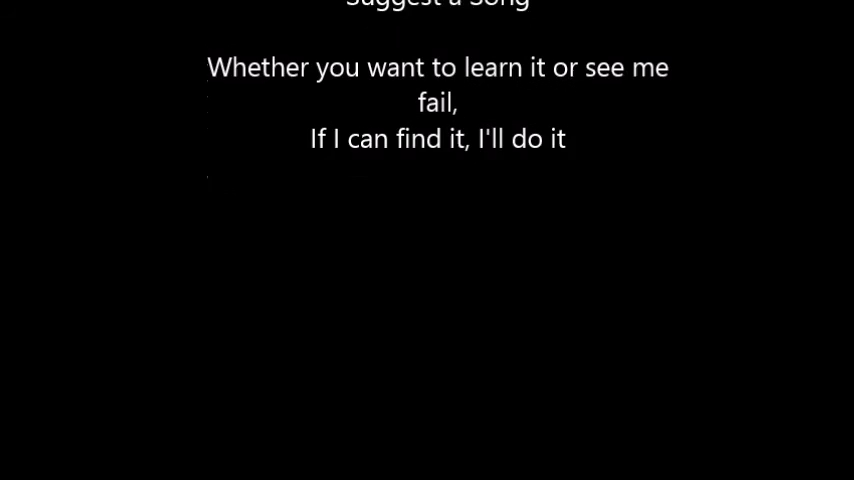 Suggest a Song
Whether you want to learn it or see me
fail,
If I can find it, I'll do it